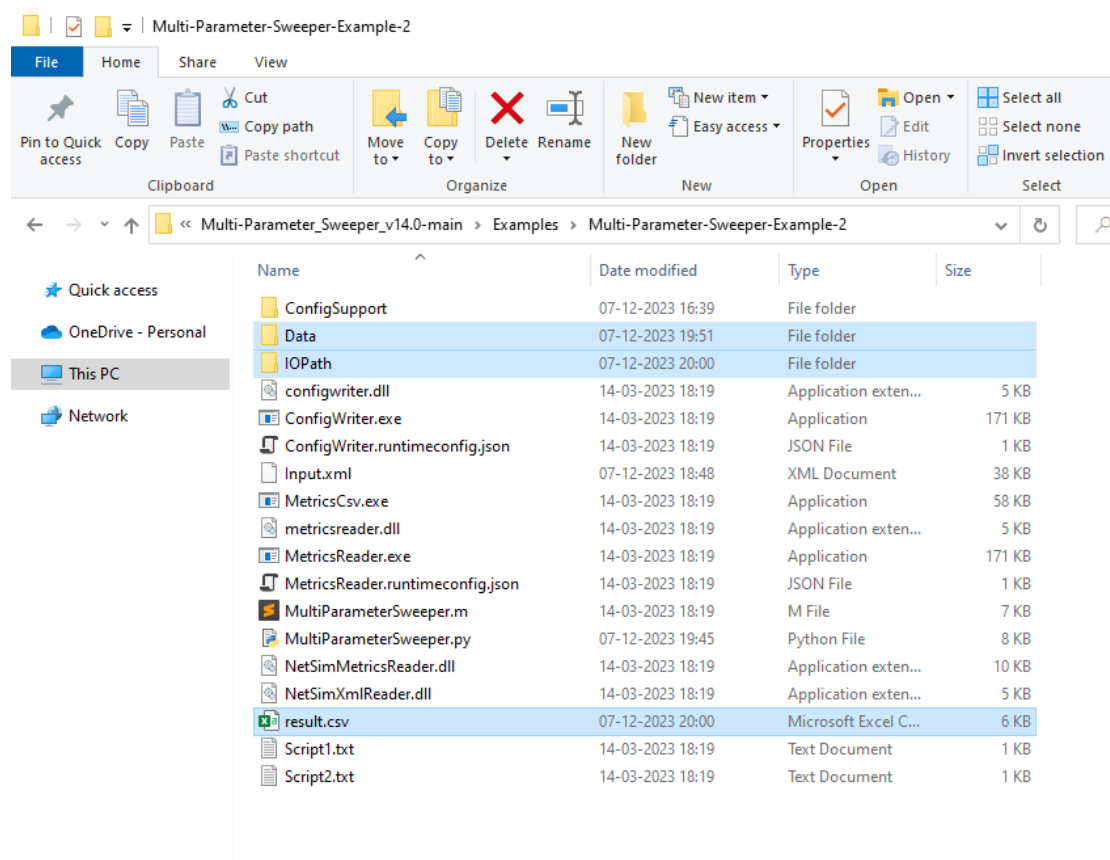 Multi-Parameter-Sweeper-Example-2
File Home Share View
Pin to Quick access
Copy
Paste
Cut
Copy path
Paste shortcut
Clipboard
Move to
Copy to
Delete
Rename
Organize
New folder
New item
Easy access
New
Properties
Open
Edit
History
Open
Select all
Select none
Invert selection
Select
« Multi-Parameter_Sweeper_v14.0-main > Examples > Multi-Parameter-Sweeper-Example-2
Quick access
OneDrive - Personal
This PC
Network
Name Date modified Type Size
ConfigSupport 07-12-2023 16:39 File folder
Data 07-12-2023 19:51 File folder
IOPath 07-12-2023 20:00 File folder
configwriter.dll 14-03-2023 18:19 Application exten... 5 KB
ConfigWriter.exe 14-03-2023 18:19 Application 171 KB
ConfigWriter.runtimeconfig.json 14-03-2023 18:19 JSON File 1 KB
Input.xml 07-12-2023 18:48 XML Document 38 KB
MetricsCsv.exe 14-03-2023 18:19 Application 58 KB
metricsreader.dll 14-03-2023 18:19 Application exten... 5 KB
MetricsReader.exe 14-03-2023 18:19 Application 171 KB
MetricsReader.runtimeconfig.json 14-03-2023 18:19 JSON File 1 KB
MultiParameterSweeper.m 14-03-2023 18:19 M File 7 KB
MultiParameterSweeper.py 07-12-2023 19:45 Python File 8 KB
NetSimMetricsReader.dll 14-03-2023 18:19 Application exten... 10 KB
NetSimXmlReader.dll 14-03-2023 18:19 Application exten... 5 KB
result.csv 07-12-2023 20:00 Microsoft Excel C... 6 KB
Script1.txt 14-03-2023 18:19 Text Document 1 KB
Script2.txt 14-03-2023 18:19 Text Document 1 KB